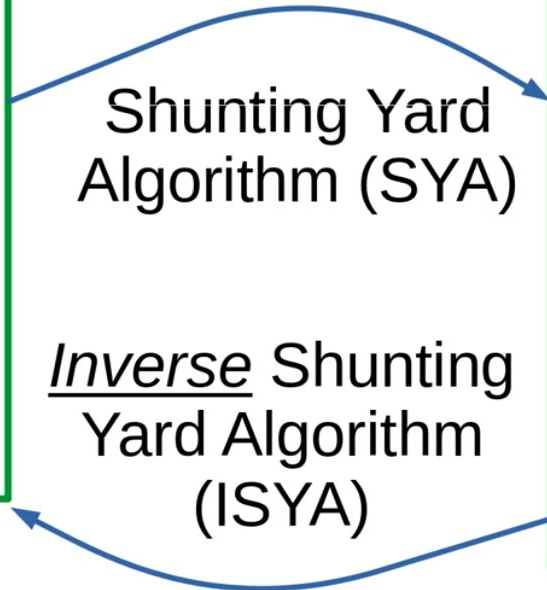 Shunting Yard
Algorithm (SYA)
Inverse Shunting
Yard Algorithm
(ISYA)